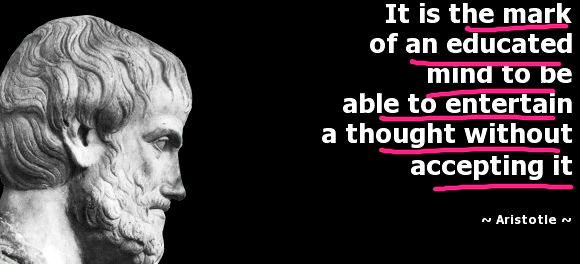 It is the mark
of an educated
mind to be
able to entertain
a thought without
accepting it
~ Aristotle ~